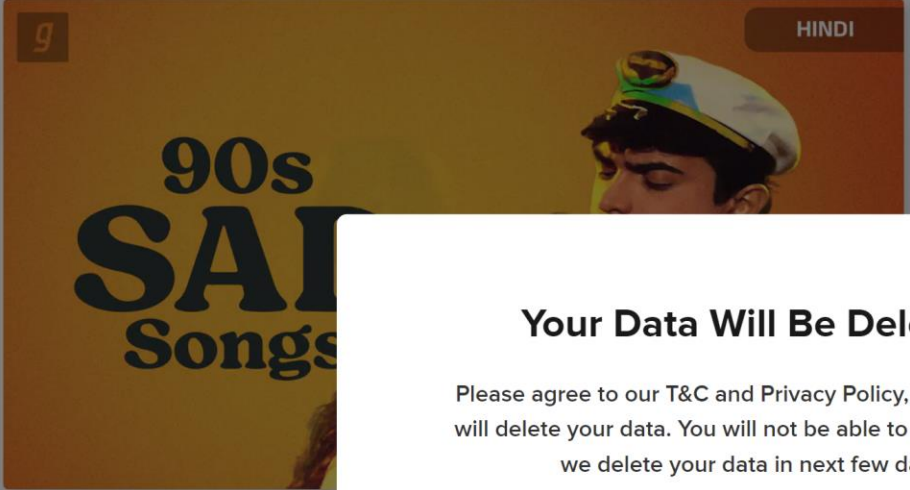 g
HINDI
90s
SAD
Songs
Your Data Will Be Del
Please agree to our T&C and Privacy Policy,
will delete your data. You will not be able to
we delete your data in next few d